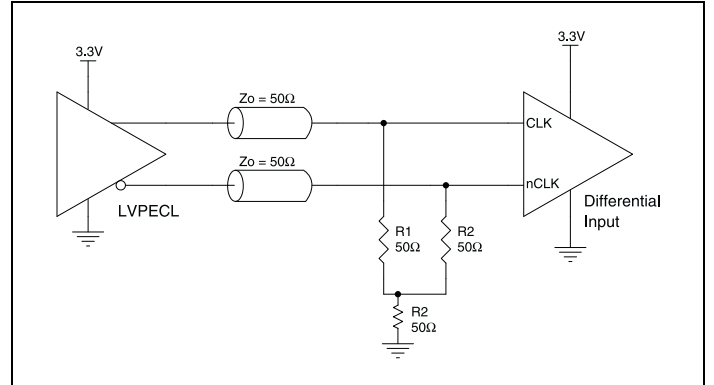 3.3V
3.3V
Zo = 50Ω
CLK
Zo = 50Ω
nCLK
LVPECL
Differential
Input
R1
50Ω
R2
50Ω
R2
50Ω